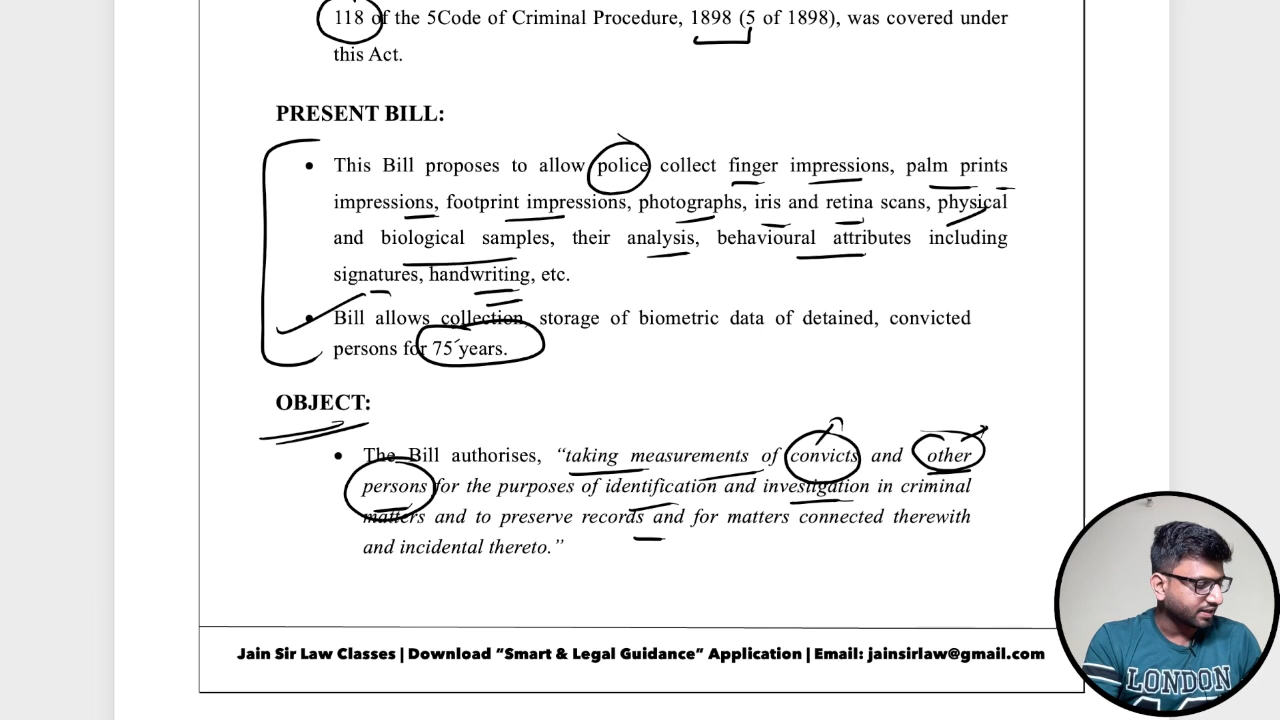 118 of the 5Code of Criminal Procedure, 1898 (5 of 1898), was covered under
this Act.
PRESENT BILL:
• This Bill proposes to allow police collect finger impressions, palm prints
impressions, footprint impressions, photographs, iris and retina scans, physical
and biological samples, their analysis, behavioural attributes including
signatures, handwriting, etc.
• Bill allows collection, storage of biometric data of detained, convicted
persons for 75 years.
OBJECT:
• The Bill authorises, “taking measurements of convicts and other
persons for the purposes of identification and investigation in criminal
matters and to preserve records and for matters connected therewith
and incidental thereto.”
Jain Sir Law Classes | Download “Smart & Legal Guidance” Application | Email: jainsirlaw@gmail.com
LONDON